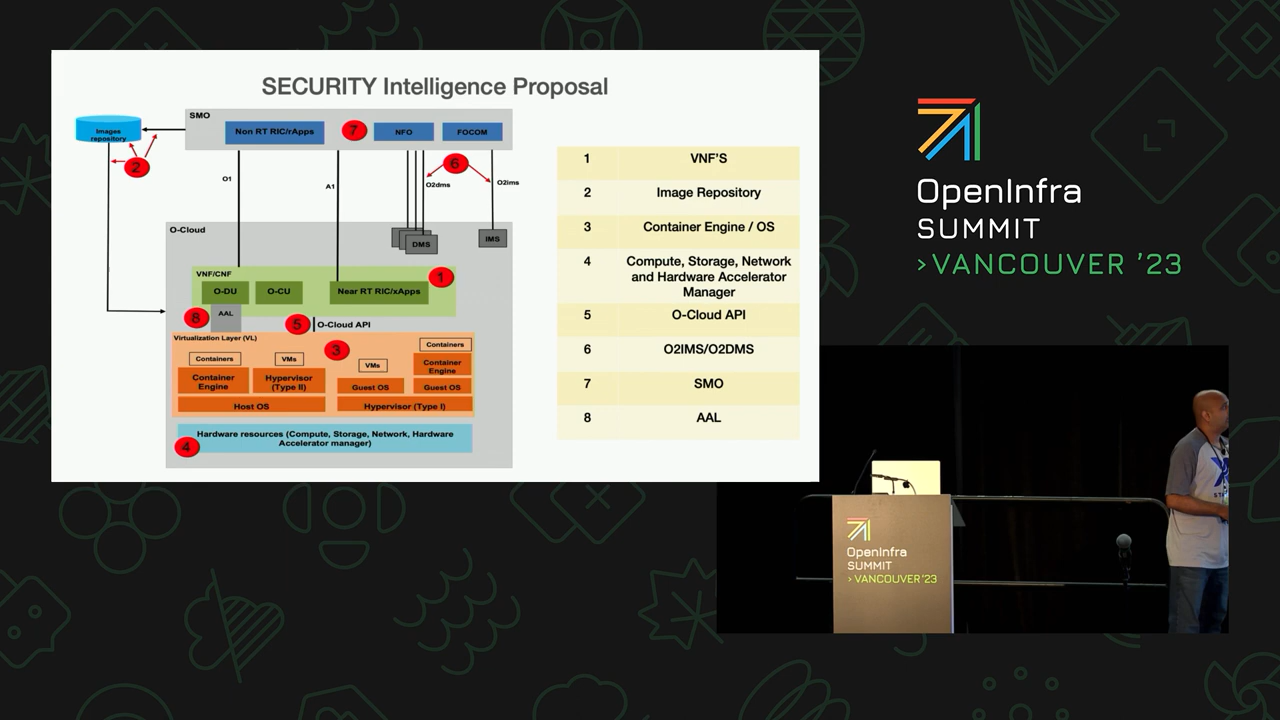 SECURITY Intelligence Proposal
SMO
Images
repository
Non RT RIC/rApps
7
NFO
FOCOM
2
6
O1
A1
O2dms
O2ims
O-Cloud
DMS
IMS
VNF/CNF
1
O-DU
O-CU
Near RT RIC/xApps
8
AAL
5
O-Cloud API
Virtualization Layer (VL)
3
Containers
VMs
VMs
Containers
Container
Engine
Hypervisor
(Type II)
Container
Engine
Guest OS
Guest OS
Host OS
Hypervisor (Type I)
4
Hardware resources (Compute, Storage, Network, Hardware
Accelerator manager)
1 VNF'S
2 Image Repository
3 Container Engine / OS
4 Compute, Storage, Network
and Hardware Accelerator
Manager
5 O-Cloud API
6 O2IMS/O2DMS
7 SMO
8 AAL
OpenInfra
SUMMIT
>VANCOUVER '23
OpenInfra
SUMMIT
>VANCOUVER '23